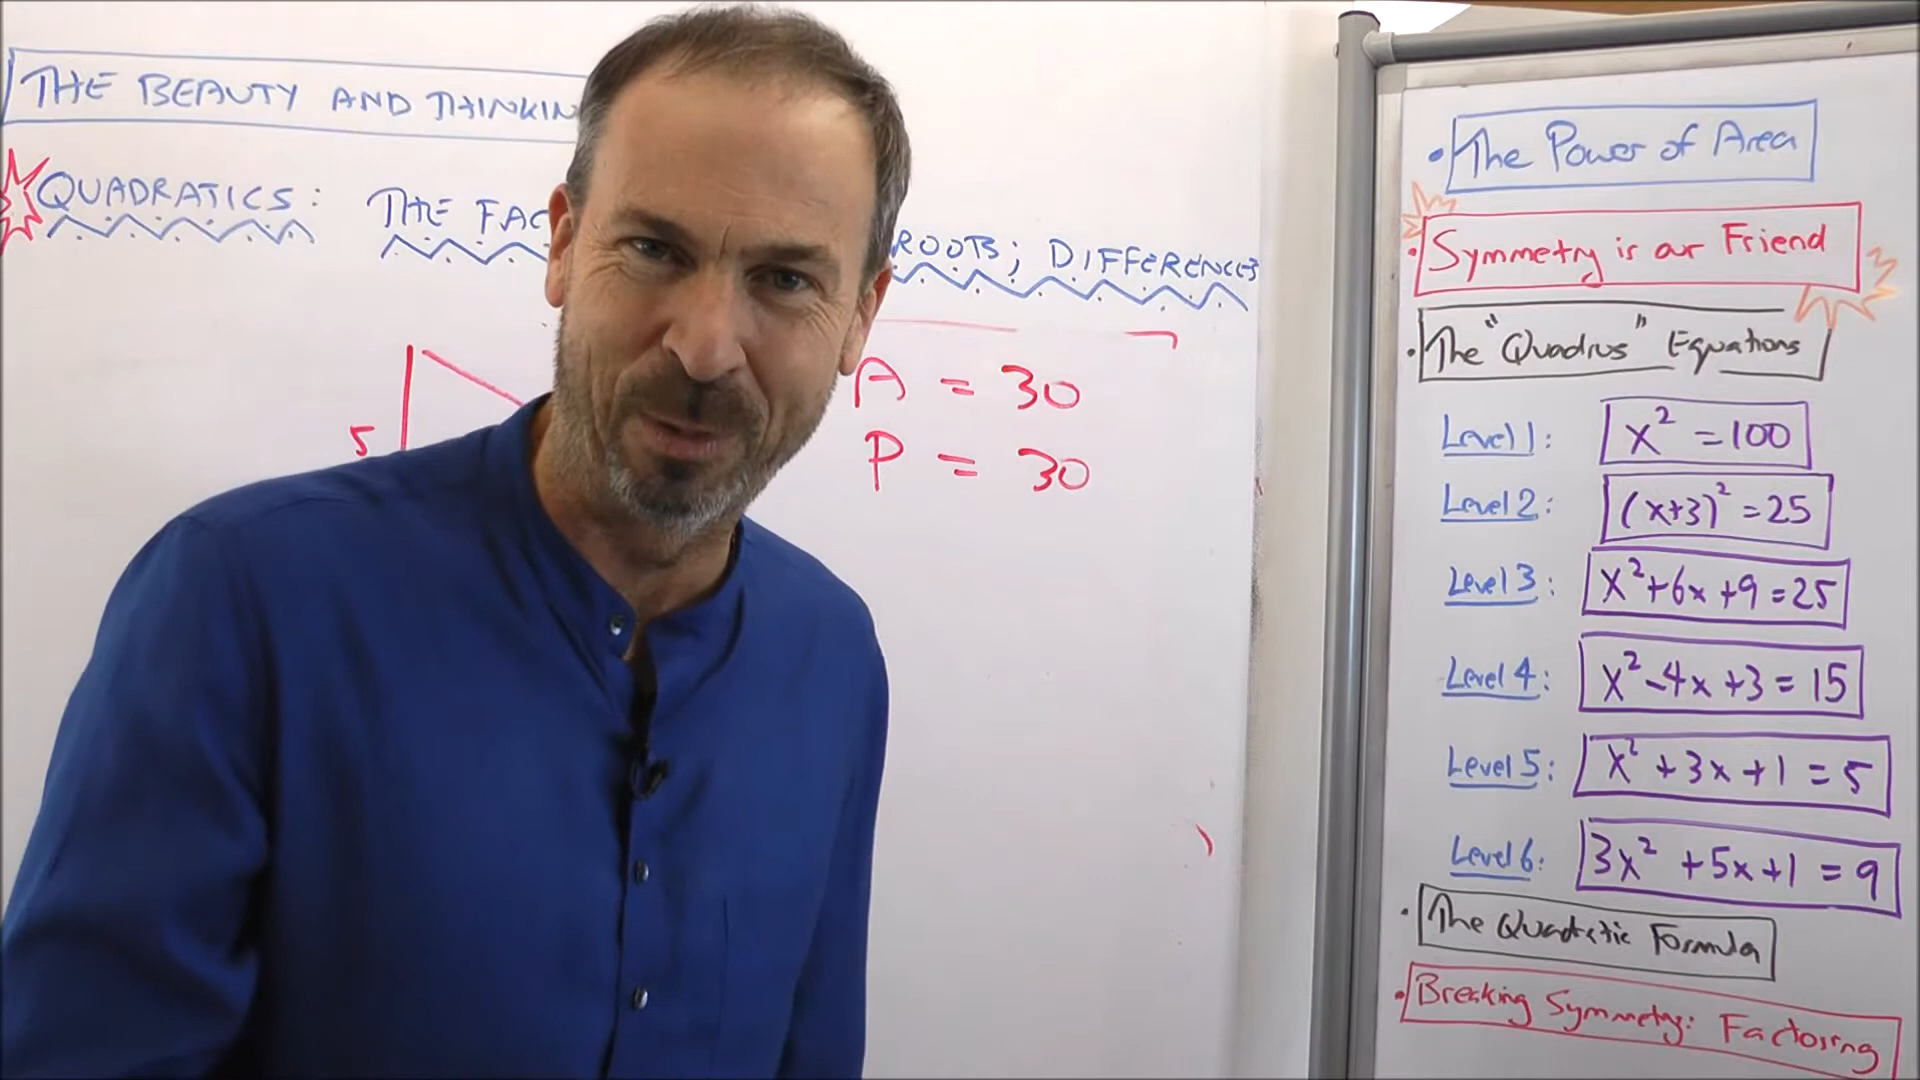 THE BEAUTY AND THINKIN
QUADRATICS: THE FAC ROOTS; DIFFERENCES
5
A = 30
P = 30
• The Power of Area
• Symmetry is our Friend
• The "Quadrus" Equations
Level 1: x² = 100
Level 2: (x+3)² = 25
Level 3: x² + 6x + 9 = 25
Level 4: x² - 4x + 3 = 15
Level 5: x² + 3x + 1 = 5
Level 6: 3x² + 5x + 1 = 9
• The Quadratic Formula
• Breaking Symmetry: Factoring